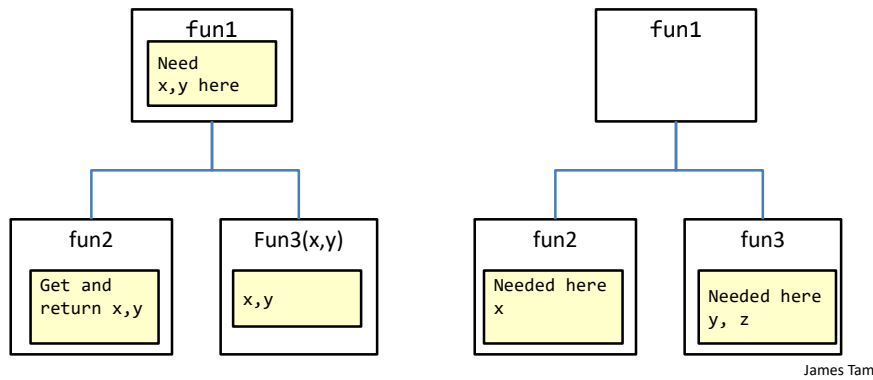 fun1
Need
x,y here
fun2
Get and
return x,y
Fun3(x,y)
x,y
fun1
fun2
Needed here
x
fun3
Needed here
y, z
James Tam